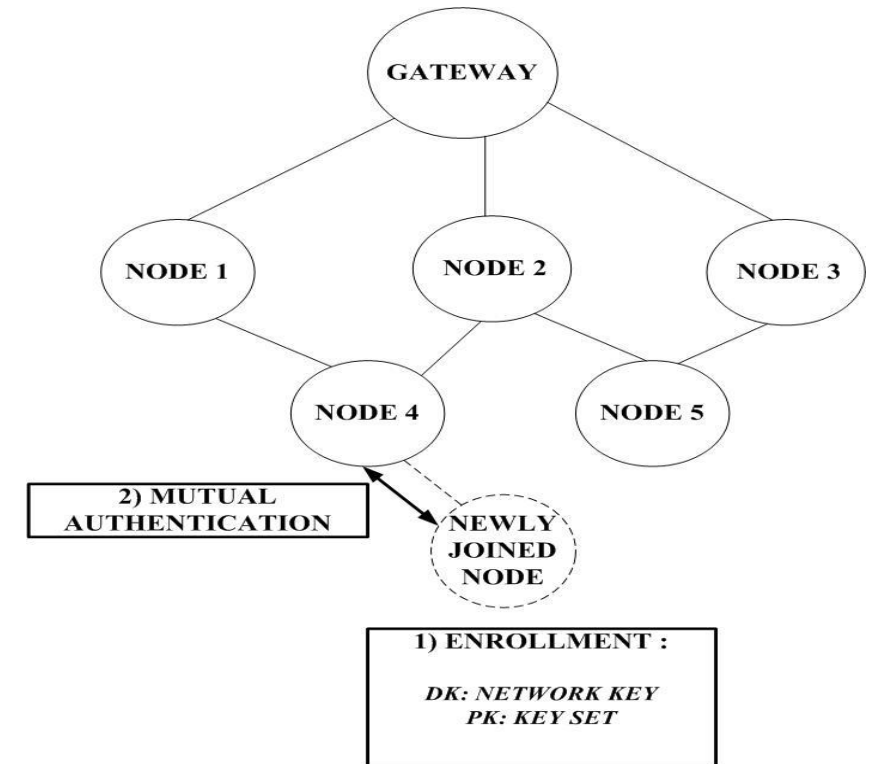 GATEWAY
NODE 1
NODE 2
NODE 3
NODE 4
NODE 5
2) MUTUAL
AUTHENTICATION
NEWLY
JOINED
NODE
1) ENROLLMENT :
DK: NETWORK KEY
PK: KEY SET